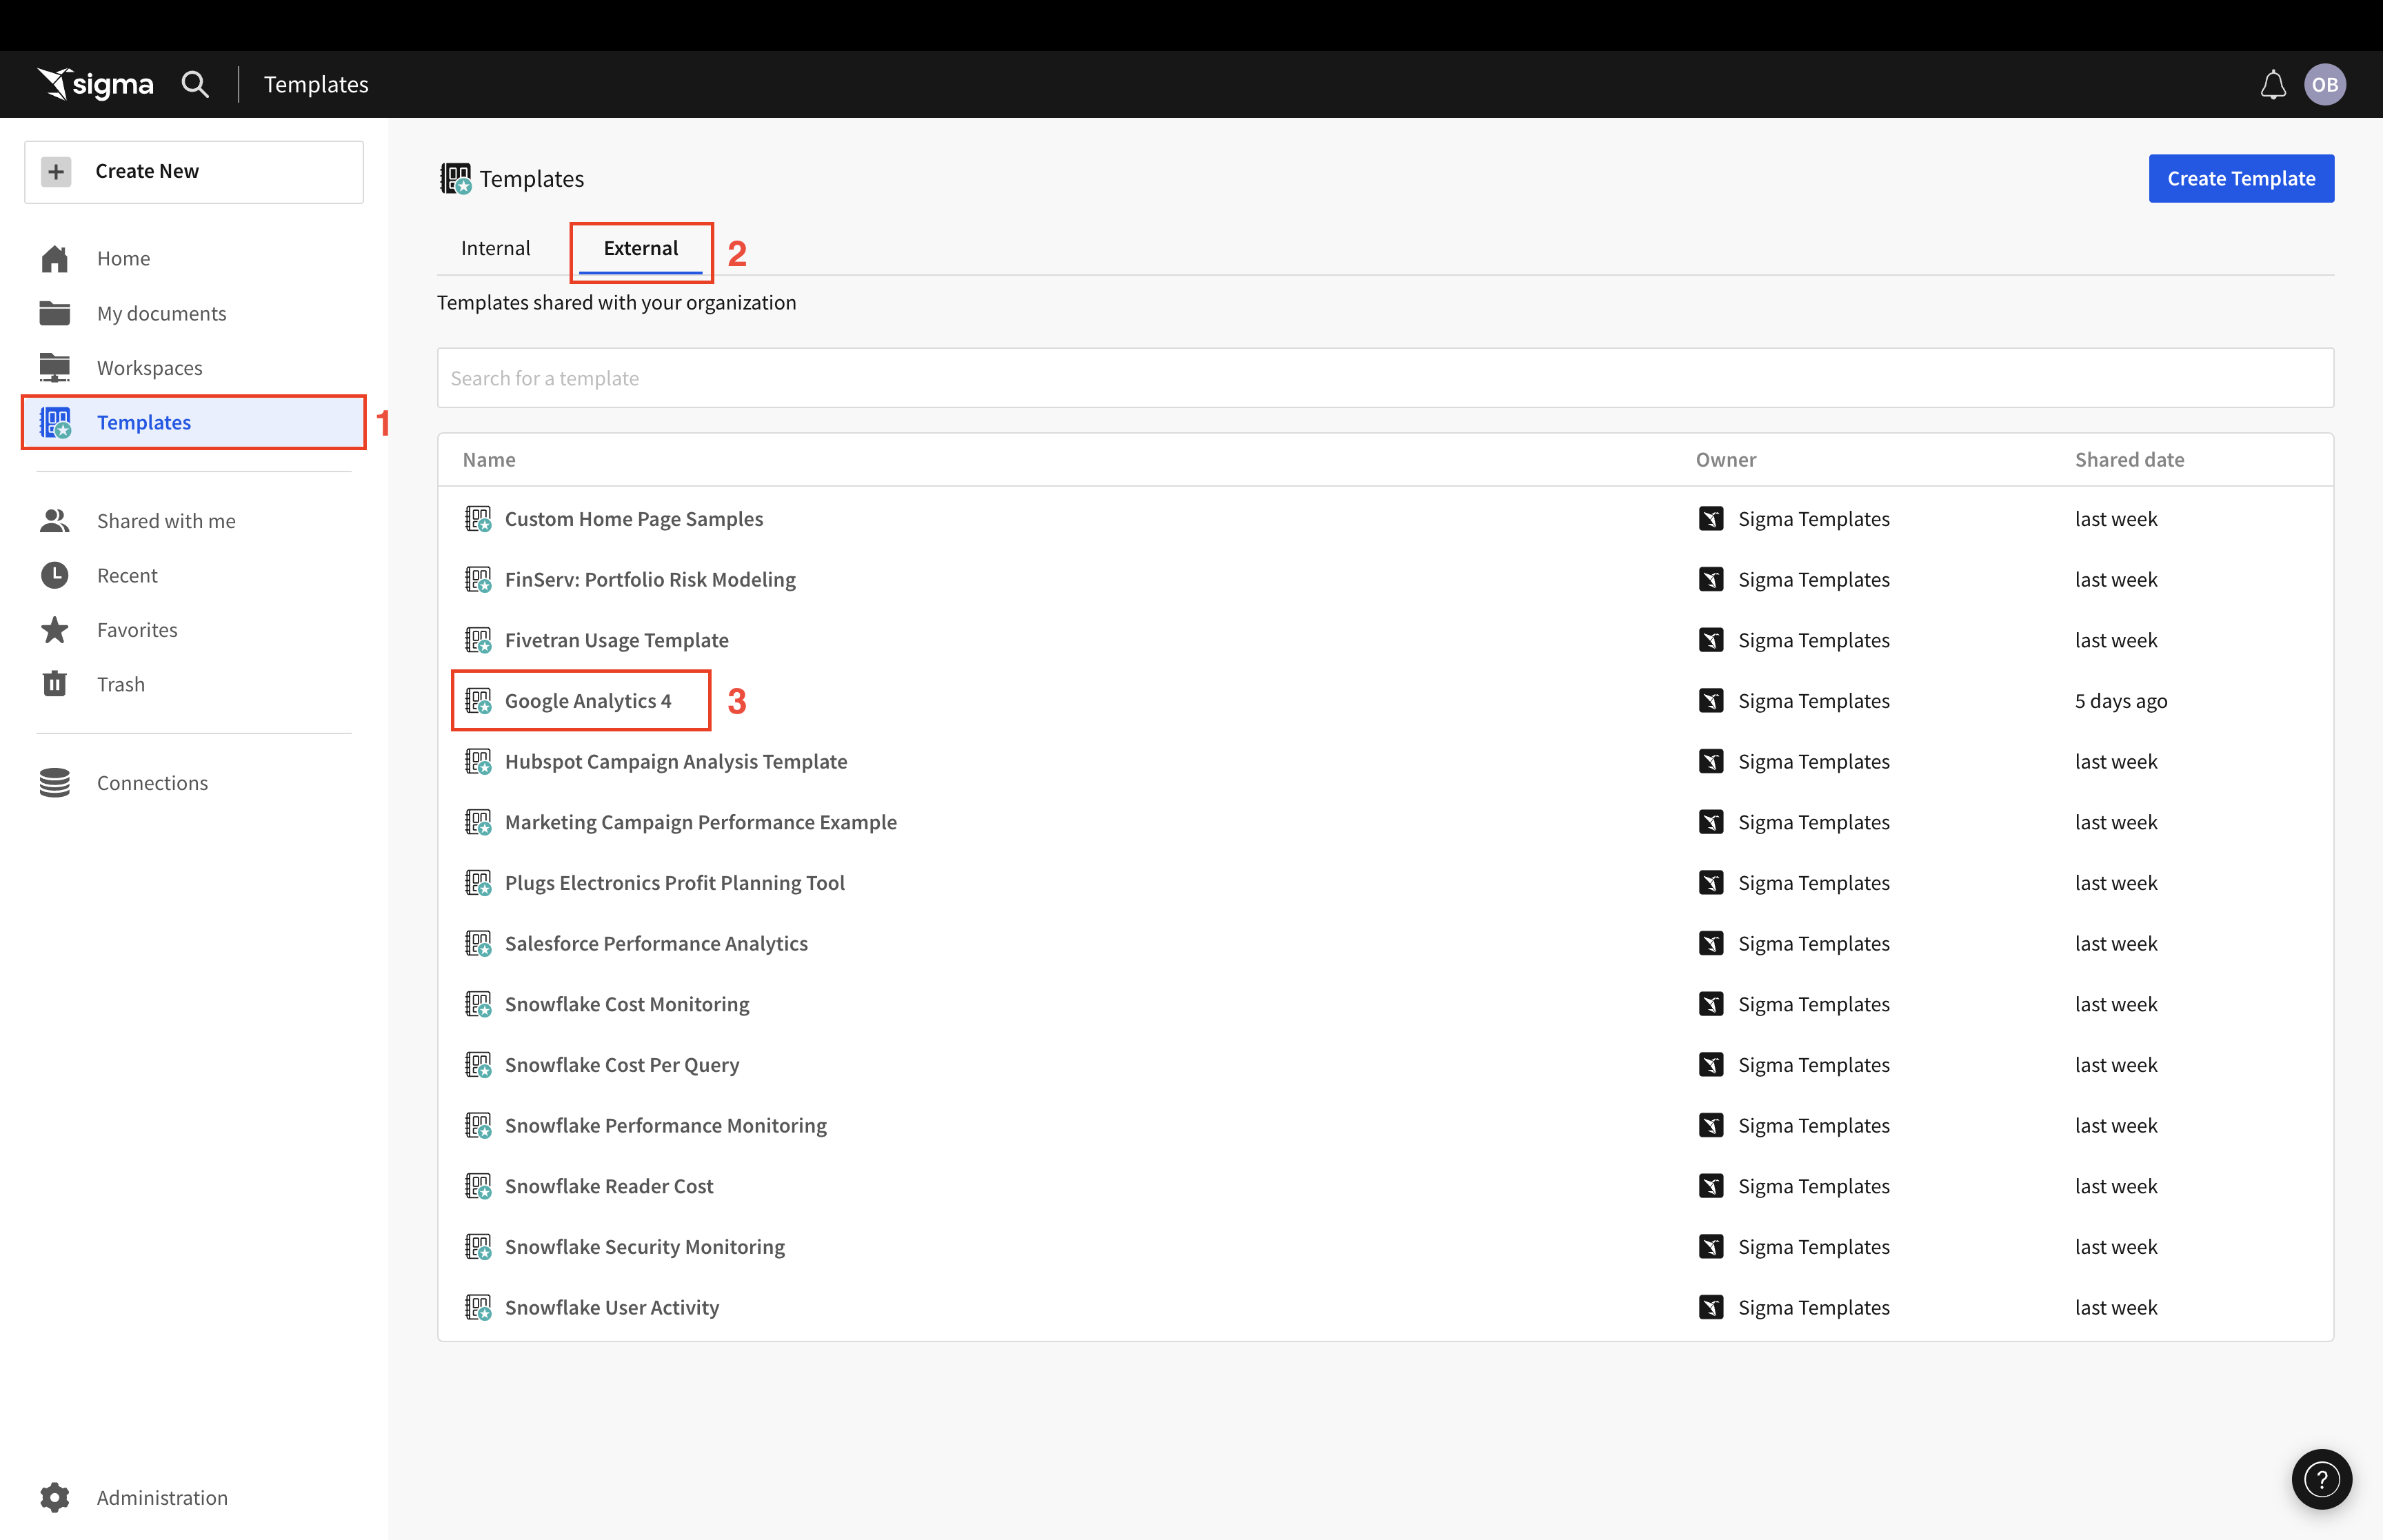 sigma Templates OB
Create New
Home
My documents
Workspaces
Templates 1
Shared with me
Recent
Favorites
Trash
Connections
Administration
Templates Create Template
Internal External 2
Templates shared with your organization
Search for a template
Name Owner Shared date
Custom Home Page Samples Sigma Templates last week
FinServ: Portfolio Risk Modeling Sigma Templates last week
Fivetran Usage Template Sigma Templates last week
Google Analytics 4 3 Sigma Templates 5 days ago
Hubspot Campaign Analysis Template Sigma Templates last week
Marketing Campaign Performance Example Sigma Templates last week
Plugs Electronics Profit Planning Tool Sigma Templates last week
Salesforce Performance Analytics Sigma Templates last week
Snowflake Cost Monitoring Sigma Templates last week
Snowflake Cost Per Query Sigma Templates last week
Snowflake Performance Monitoring Sigma Templates last week
Snowflake Reader Cost Sigma Templates last week
Snowflake Security Monitoring Sigma Templates last week
Snowflake User Activity Sigma Templates last week
?